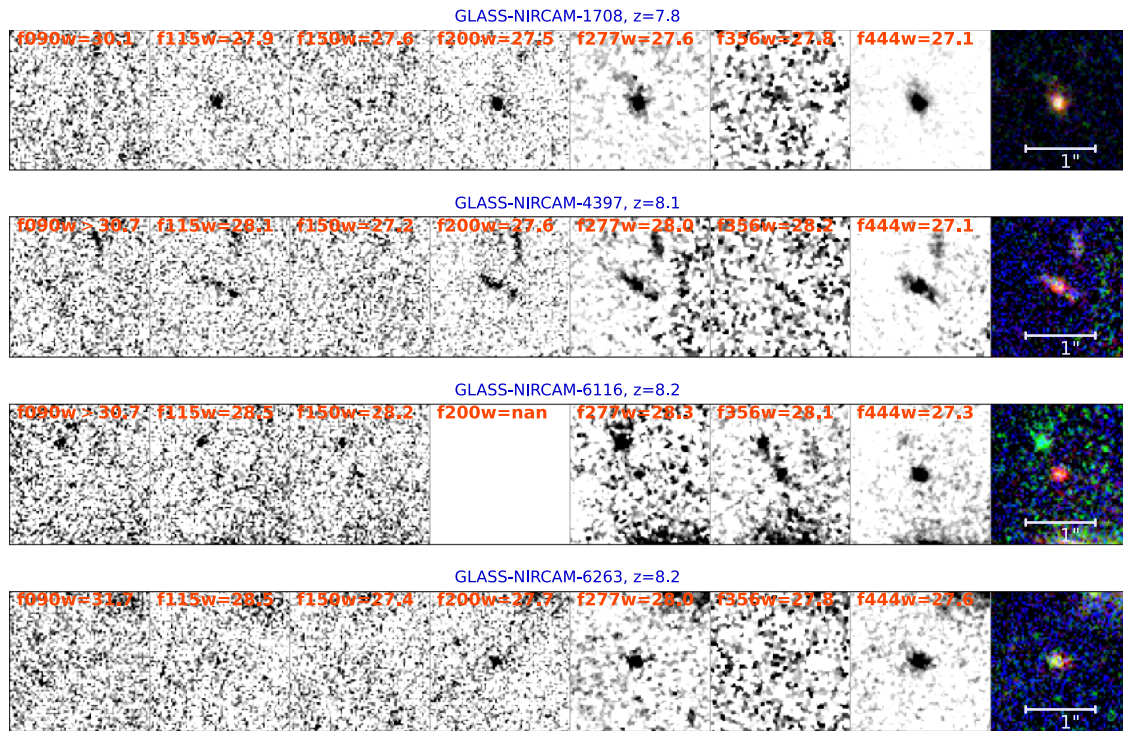 GLASS-NIRCAM-1708, z=7.8
f090w=30.1 f115w=27.9 f150w=27.6 f200w=27.5 f277w=27.6 f356w=27.8 f444w=27.1
1"
GLASS-NIRCAM-4397, z=8.1
f090w>30.7 f115w=28.1 f150w=27.2 f200w=27.6 f277w=28.0 f356w=28.2 f444w=27.1
1"
GLASS-NIRCAM-6116, z=8.2
f090w>30.7 f115w=28.5 f150w=28.2 f200w=nan f277w=28.3 f356w=28.1 f444w=27.3
1"
GLASS-NIRCAM-6263, z=8.2
f090w=31.7 f115w=28.5 f150w=27.4 f200w=27.7 f277w=28.0 f356w=27.8 f444w=27.6
1"